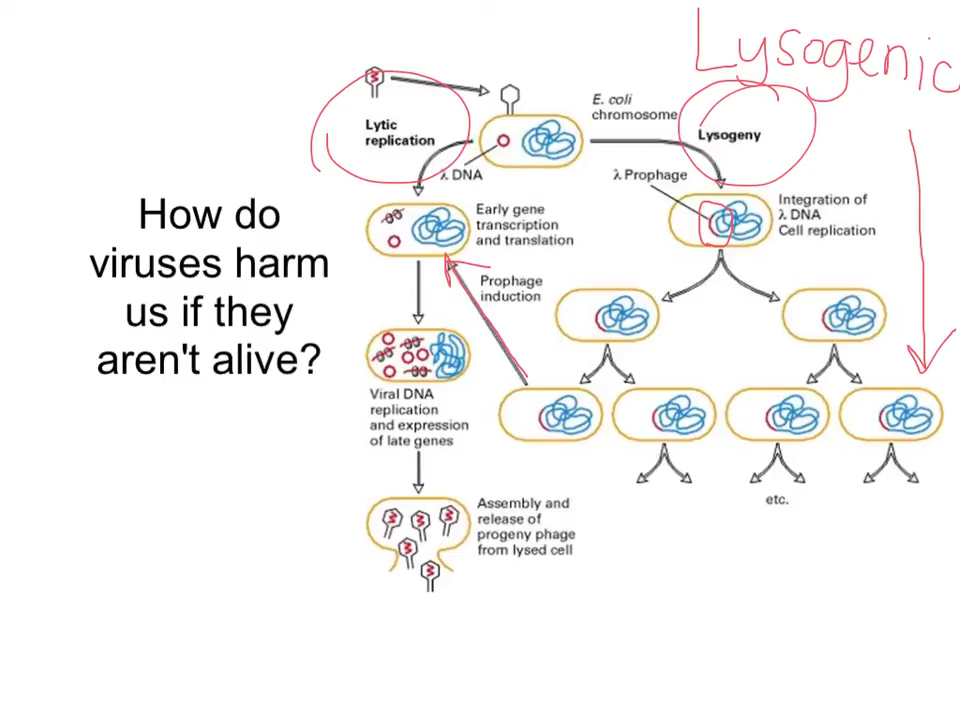 Lysogenic
E. coli
chromosome
Lytic
replication
Lysogeny
λ DNA
λ Prophage
How do
viruses harm
us if they
aren't alive?
Early gene
transcription
and translation
Integration of
λ DNA
Cell replication
Prophage
induction
Viral DNA
replication
and expression
of late genes
etc.
Assembly and
release of
progeny phage
from lysed cell